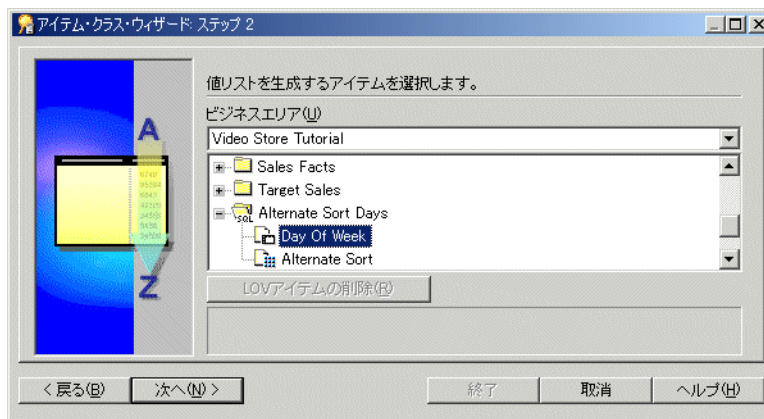 アイテム・クラス・ウィザード: ステップ 2
値リストを生成するアイテムを選択します。
ビジネスエリア(U)
Video Store Tutorial
Sales Facts
Target Sales
SQL Alternate Sort Days
Day Of Week
Alternate Sort
LOVアイテムの削除(R)
A
Z
< 戻る(B)
次へ(N) >
終了
取消
ヘルプ(H)